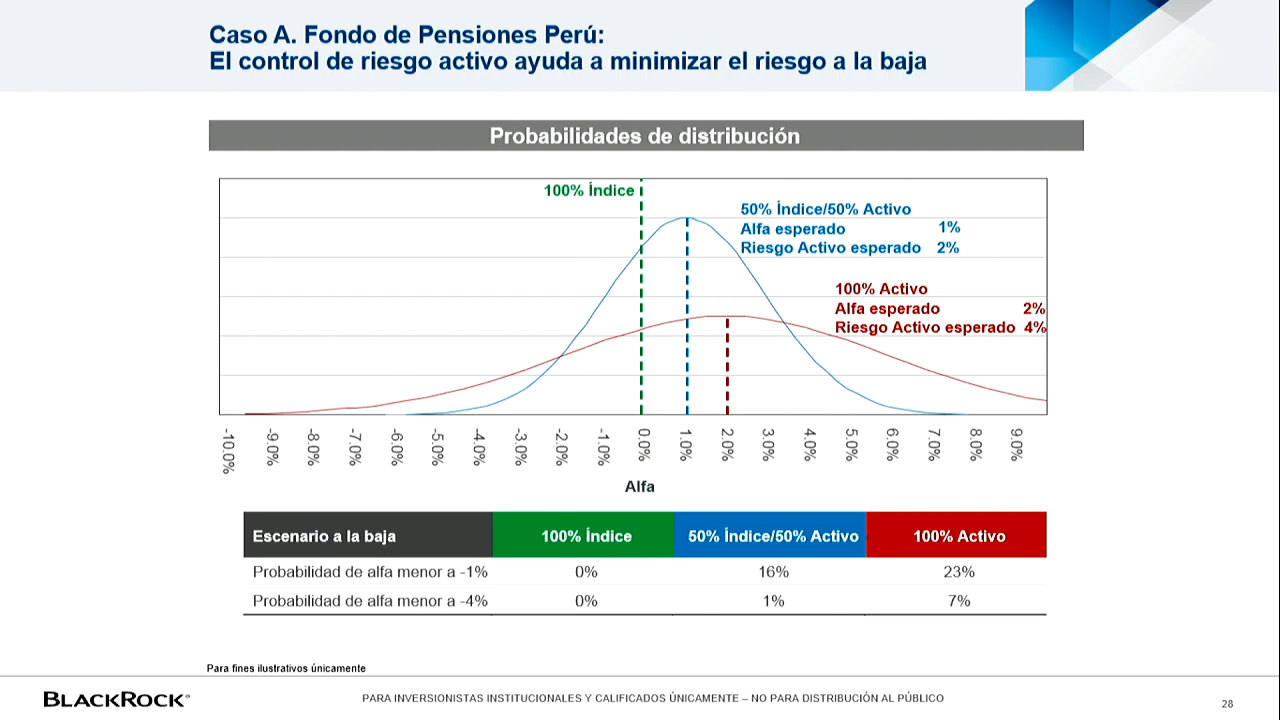 Caso A. Fondo de Pensiones Perú:
El control de riesgo activo ayuda a minimizar el riesgo a la baja
Probabilidades de distribución
100% Índice
50% Índice/50% Activo
Alfa esperado 1%
Riesgo Activo esperado 2%
100% Activo
Alfa esperado 2%
Riesgo Activo esperado 4%
-10.0% -9.0% -8.0% -7.0% -6.0% -5.0% -4.0% -3.0% -2.0% -1.0% 0.0% 1.0% 2.0% 3.0% 4.0% 5.0% 6.0% 7.0% 8.0% 9.0%
Alfa
Escenario a la baja 100% Índice 50% Índice/50% Activo 100% Activo
Probabilidad de alfa menor a -1% 0% 16% 23%
Probabilidad de alfa menor a -4% 0% 1% 7%
Para fines ilustrativos únicamente
BLACKROCK® PARA INVERSIONISTAS INSTITUCIONALES Y CALIFICADOS ÚNICAMENTE – NO PARA DISTRIBUCIÓN AL PÚBLICO 28